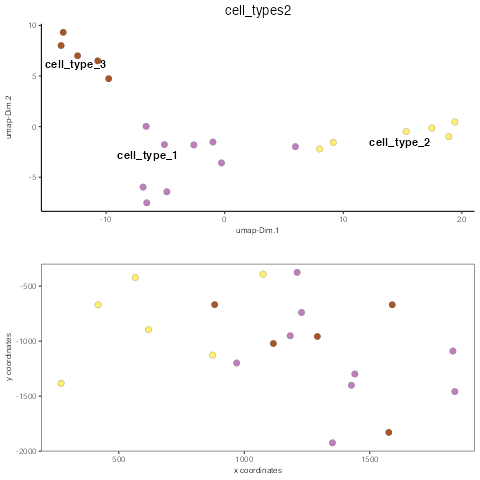 cell_types2
10
5
0
-5
umap-Dim.2
cell_type_3
cell_type_1
cell_type_2
-10
0
10
20
umap-Dim.1
-500
-1000
-1500
-2000
y coordinates
500
1000
1500
x coordinates